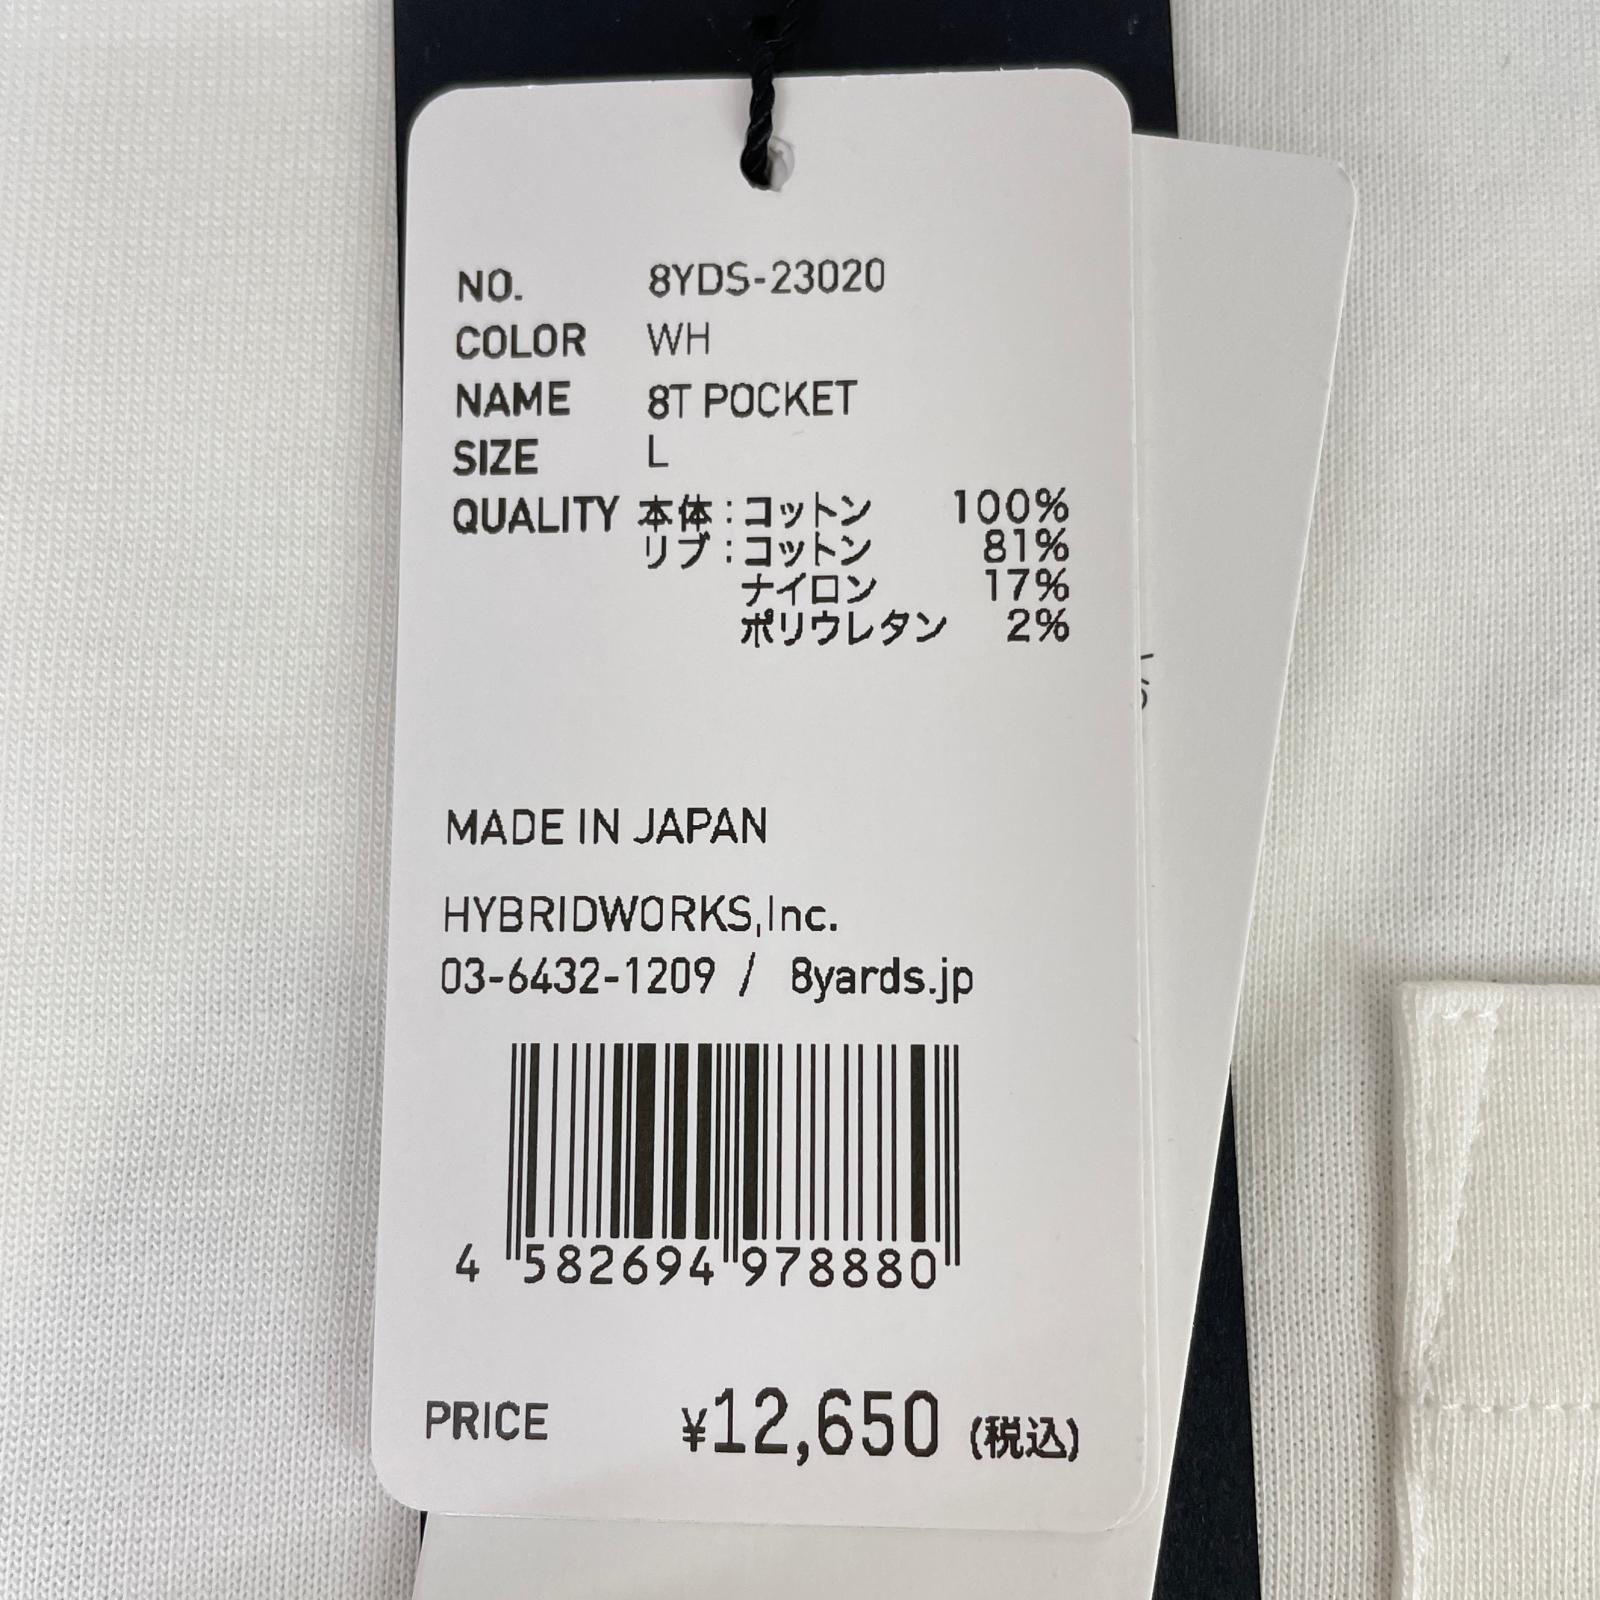 NO. 8YDS-23020
COLOR WH
NAME 8T POCKET
SIZE L
QUALITY 本体：コットン 100%
リブ：コットン 81%
ナイロン 17%
ポリウレタン 2%
MADE IN JAPAN
HYBRIDWORKS,Inc.
03-6432-1209 / 8yards.jp
4 582694 978880
PRICE ¥12,650 (税込)